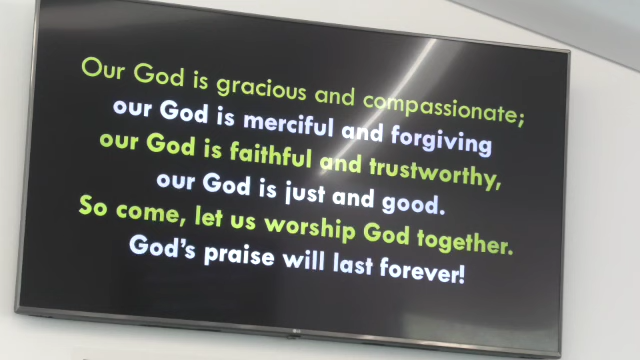 Our God is gracious and compassionate;
our God is merciful and forgiving
our God is faithful and trustworthy,
our God is just and good.
So come, let us worship God together.
God's praise will last forever!